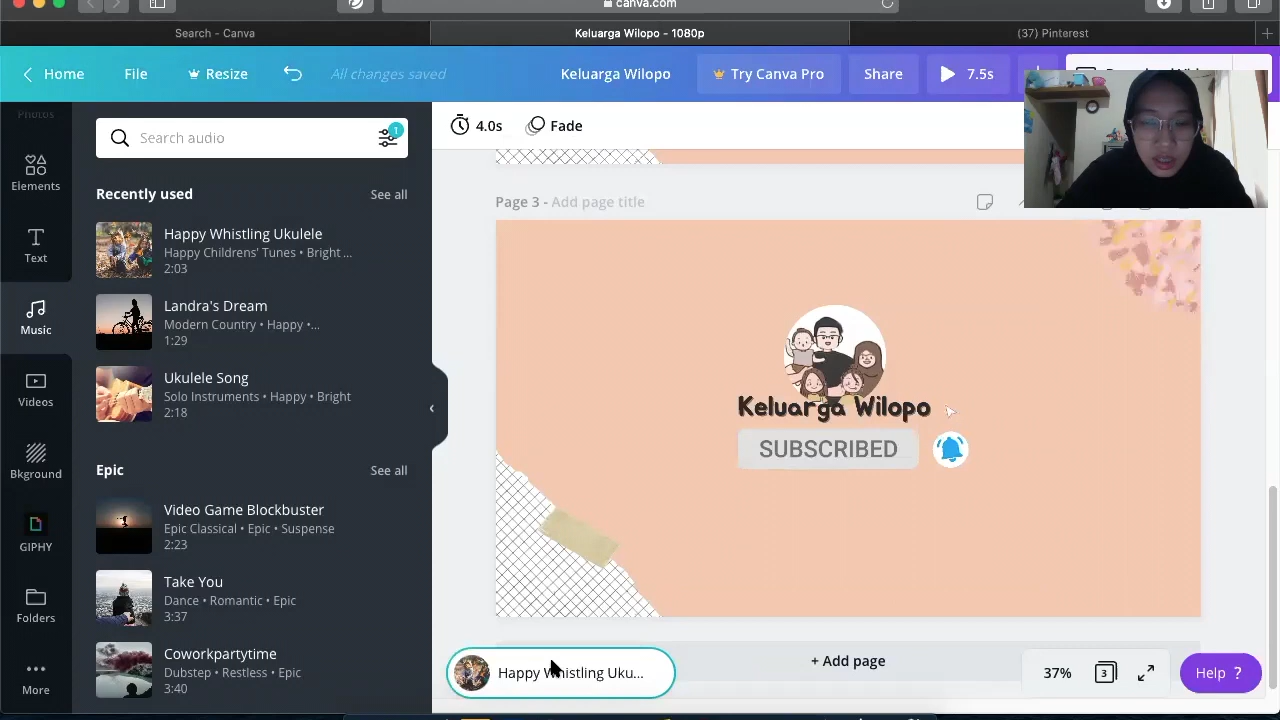 canva.com
Search - Canva
Keluarga Wilopo - 1080p
(37) Pinterest
Home
File
Resize
All changes saved
Keluarga Wilopo
Try Canva Pro
Share
7.5s
Photos
Elements
Text
Music
Videos
Bkground
GIPHY
Folders
More
Search audio
1
Recently used
See all
Happy Whistling Ukulele
Happy Childrens' Tunes • Bright ...
2:03
Landra's Dream
Modern Country • Happy •...
1:29
Ukulele Song
Solo Instruments • Happy • Bright
2:18
Epic
See all
Video Game Blockbuster
Epic Classical • Epic • Suspense
2:23
Take You
Dance • Romantic • Epic
3:37
Coworkpartytime
Dubstep • Restless • Epic
3:40
4.0s
Fade
Page 3 - Add page title
Keluarga Wilopo
SUBSCRIBED
+ Add page
Happy Whistling Uku...
37%
3
Help ?